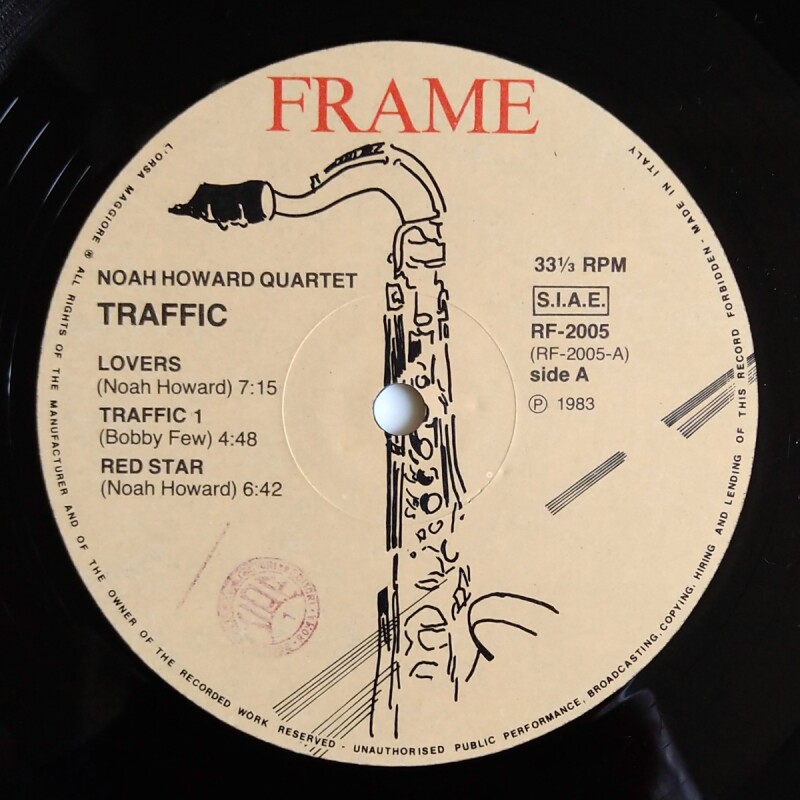 FRAME
NOAH HOWARD QUARTET
TRAFFIC
LOVERS
(Noah Howard) 7:15
TRAFFIC 1
(Bobby Few) 4:48
RED STAR
(Noah Howard) 6:42
33⅓ RPM
S.I.A.E.
RF-2005
(RF-2005-A)
side A
℗ 1983
L'ORSA MAGGIORE ® ALL RIGHTS OF THE MANUFACTURER AND OF THE OWNER OF THE RECORDED WORK RESERVED - UNAUTHORISED PUBLIC PERFORMANCE, BROADCASTING, COPYING, HIRING AND LENDING OF THIS RECORD FORBIDDEN - MADE IN ITALY